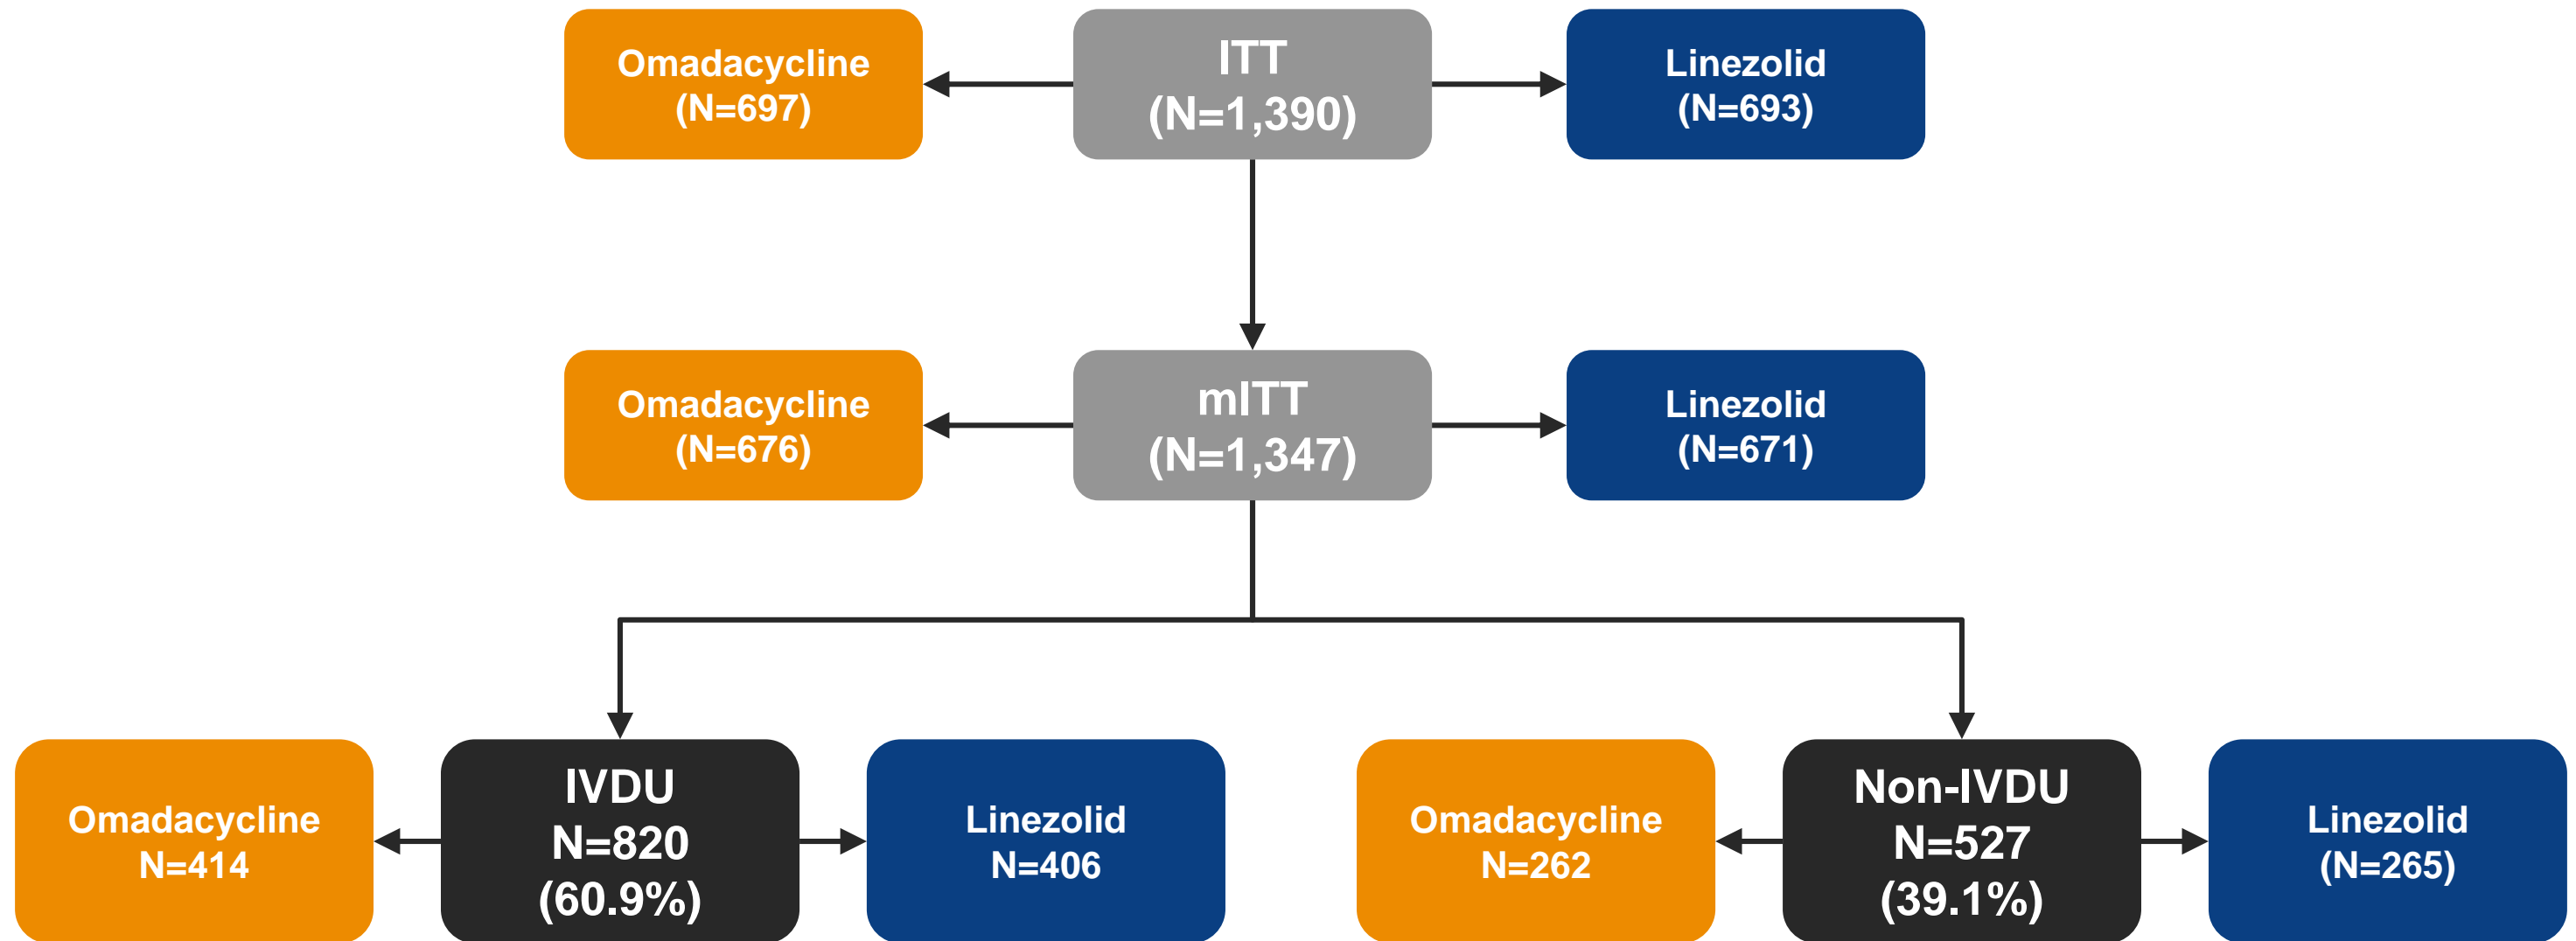 Omadacycline
(N=697)
ITT
(N=1,390)
Linezolid
(N=693)
Omadacycline
(N=676)
mITT
(N=1,347)
Linezolid
(N=671)
Omadacycline
N=414
IVDU
N=820
(60.9%)
Linezolid
N=406
Omadacycline
N=262
Non-IVDU
N=527
(39.1%)
Linezolid
(N=265)